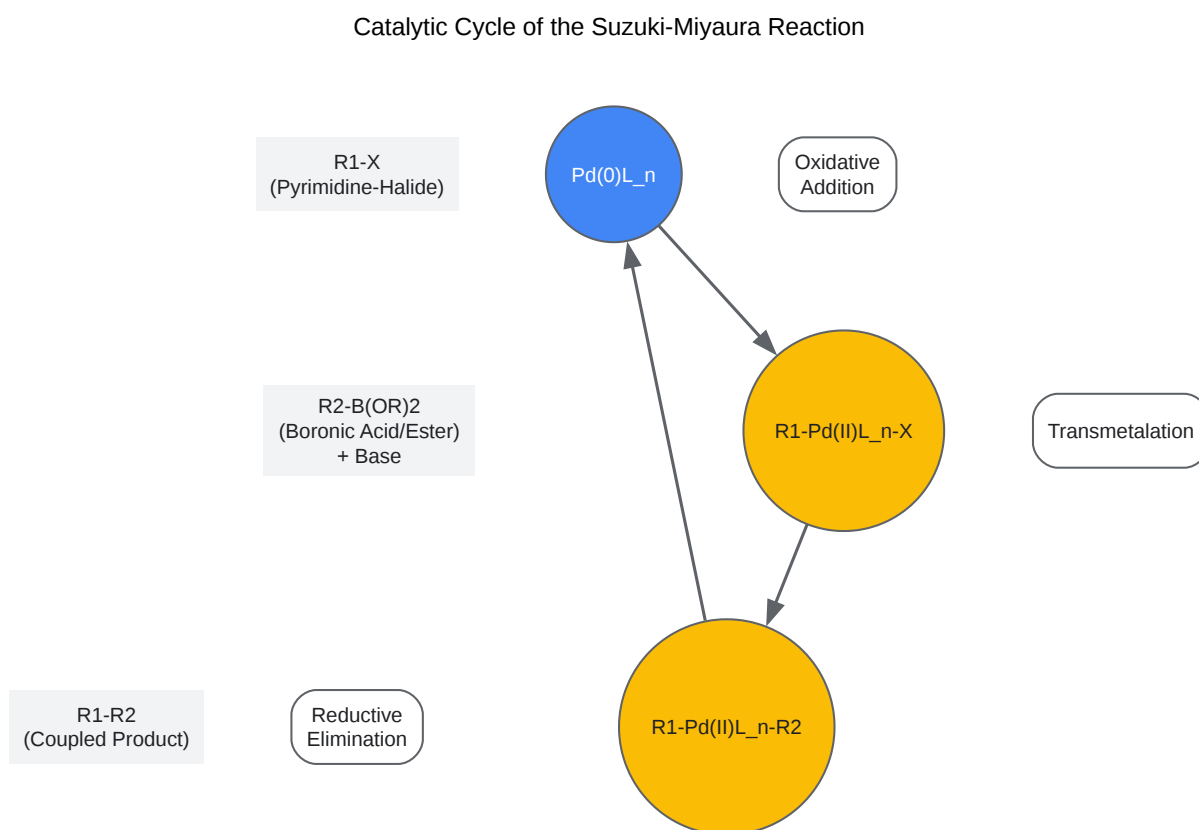 Catalytic Cycle of the Suzuki-Miyaura Reaction
R1-X
(Pyrimidine-Halide)
Pd(0)L_n
Oxidative
Addition
R2-B(OR)2
(Boronic Acid/Ester)
+ Base
R1-Pd(II)L_n-X
Transmetalation
R1-R2
(Coupled Product)
Reductive
Elimination
R1-Pd(II)L_n-R2